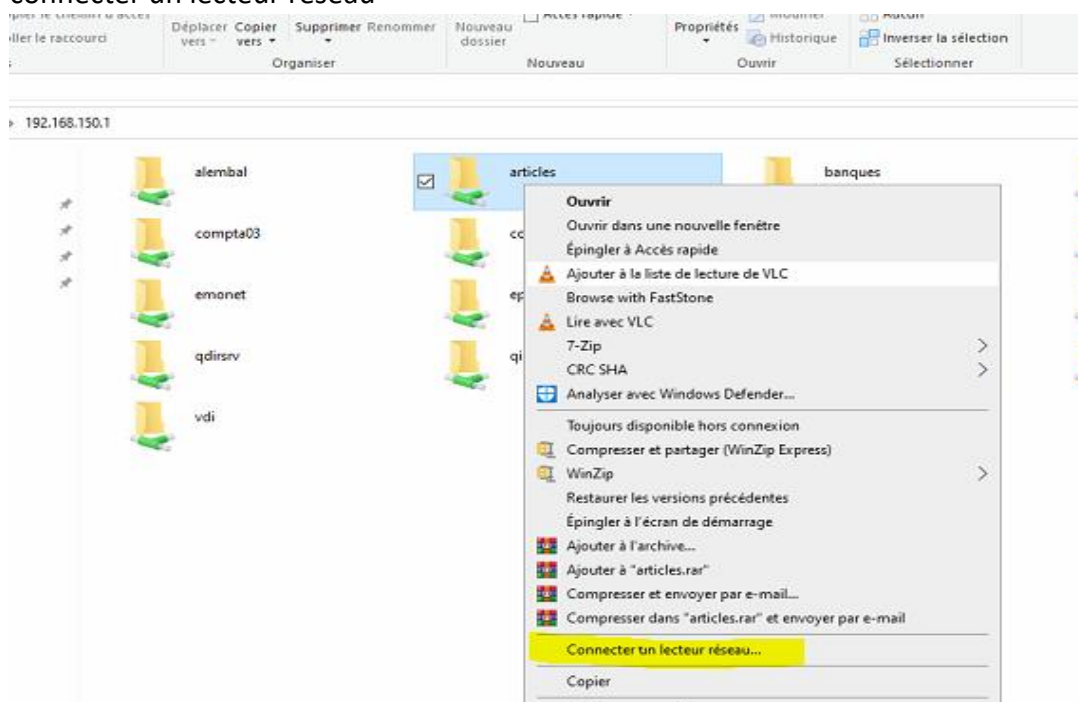 connecter un lecteur réseau
Accès rapide
Déplacer vers
Copier vers
Supprimer
Renommer
Nouveau dossier
Propriétés
Modifier
Historique
Aucun
Inverser la sélection
le raccourci
Organiser
Nouveau
Ouvrir
Sélectionner
192.168.150.1
alembal
articles
banques
compta03
emonet
qdirsrv
vdi
Ouvrir
Ouvrir dans une nouvelle fenêtre
Épingler à Accès rapide
Ajouter à la liste de lecture de VLC
Browse with FastStone
Lire avec VLC
7-Zip
CRC SHA
Analyser avec Windows Defender...
Toujours disponible hors connexion
Compresser et partager (WinZip Express)
WinZip
Restaurer les versions précédentes
Épingler à l'écran de démarrage
Ajouter à l'archive...
Ajouter à "articles.rar"
Compresser et envoyer par e-mail...
Compresser dans "articles.rar" et envoyer par e-mail
Connecter un lecteur réseau...
Copier